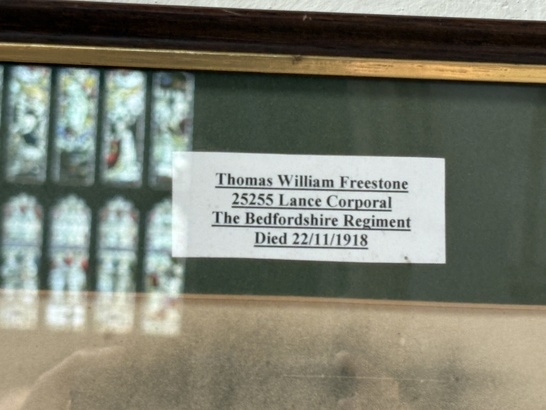 Thomas William Freestone
25255 Lance Corporal
The Bedfordshire Regiment
Died 22/11/1918